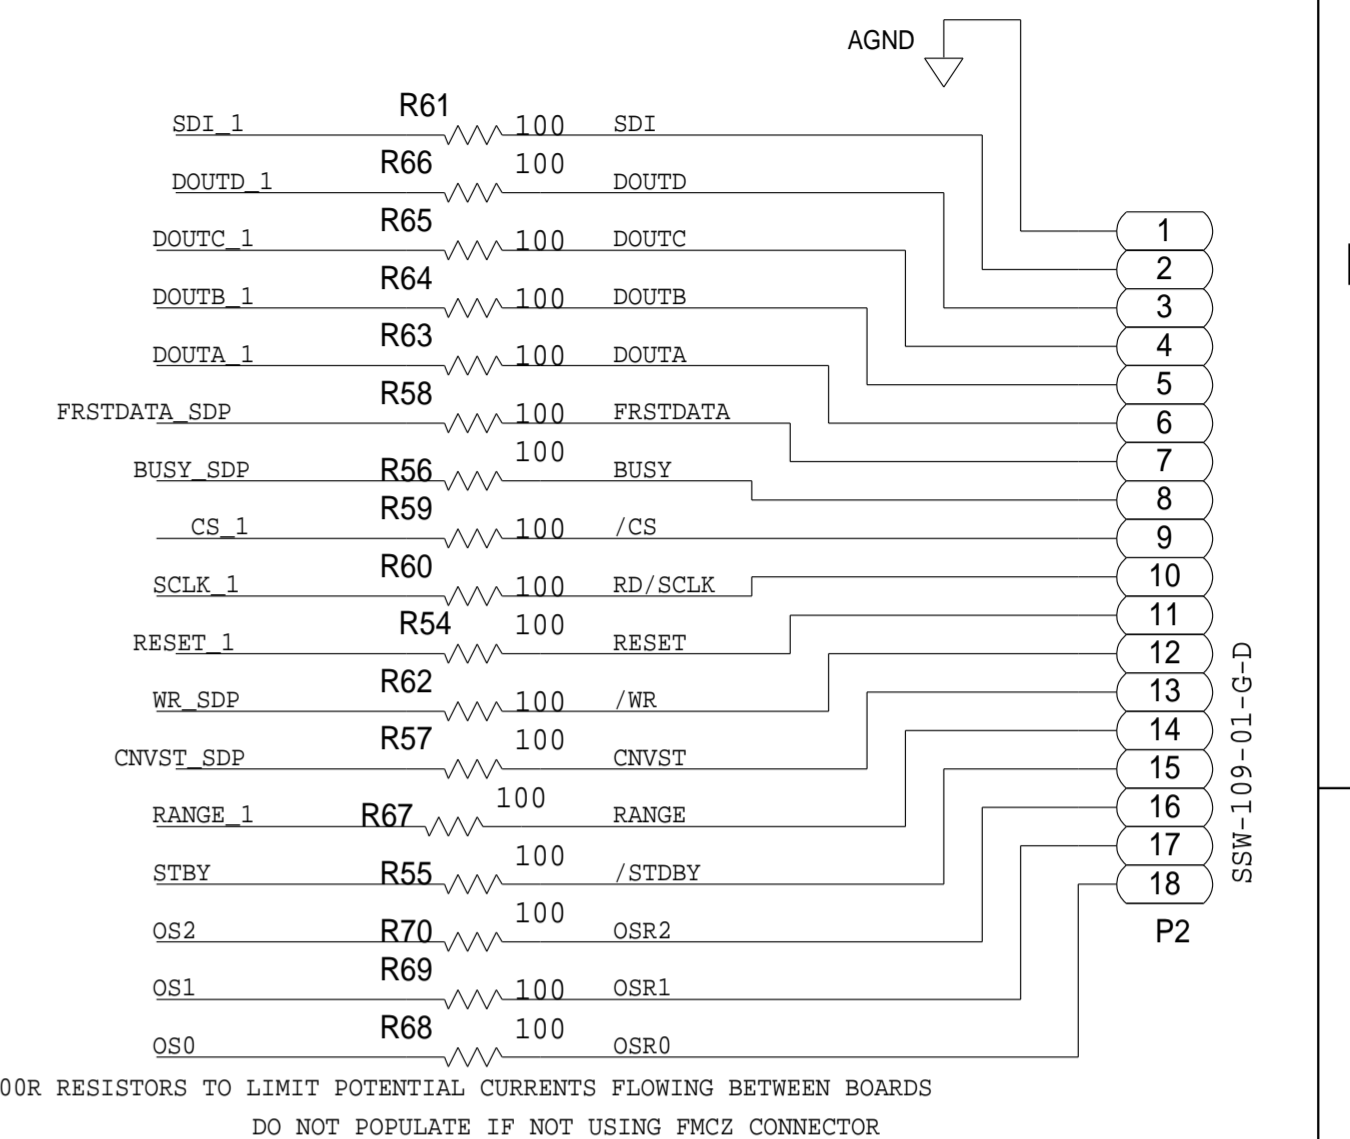 AGND
R61
SDI_1 100 SDI
R66 100
DOUTD_1 DOUTD
R65
DOUTC_1 100 DOUTC
R64
DOUTB_1 100 DOUTB
R63
DOUTA_1 100 DOUTA
R58
FRSTDATA_SDP 100 FRSTDATA
100
BUSY_SDP R56 BUSY
R59
CS_1 100 /CS
R60
SCLK_1 100 RD/SCLK
R54 100
RESET_1 RESET
R62
WR_SDP 100 /WR
R57 100
CNVST_SDP CNVST
100
RANGE_1 R67 RANGE
100
STBY R55 /STDBY
100
OS2 R70 OSR2
R69
OS1 100 OSR1
R68 100
OS0 OSR0
1
2
3
4
5
6
7
8
9
10
11
12
13
14
15
16
17
18
P2
SSW-109-01-G-D
00R RESISTORS TO LIMIT POTENTIAL CURRENTS FLOWING BETWEEN BOARDS
DO NOT POPULATE IF NOT USING FMCZ CONNECTOR